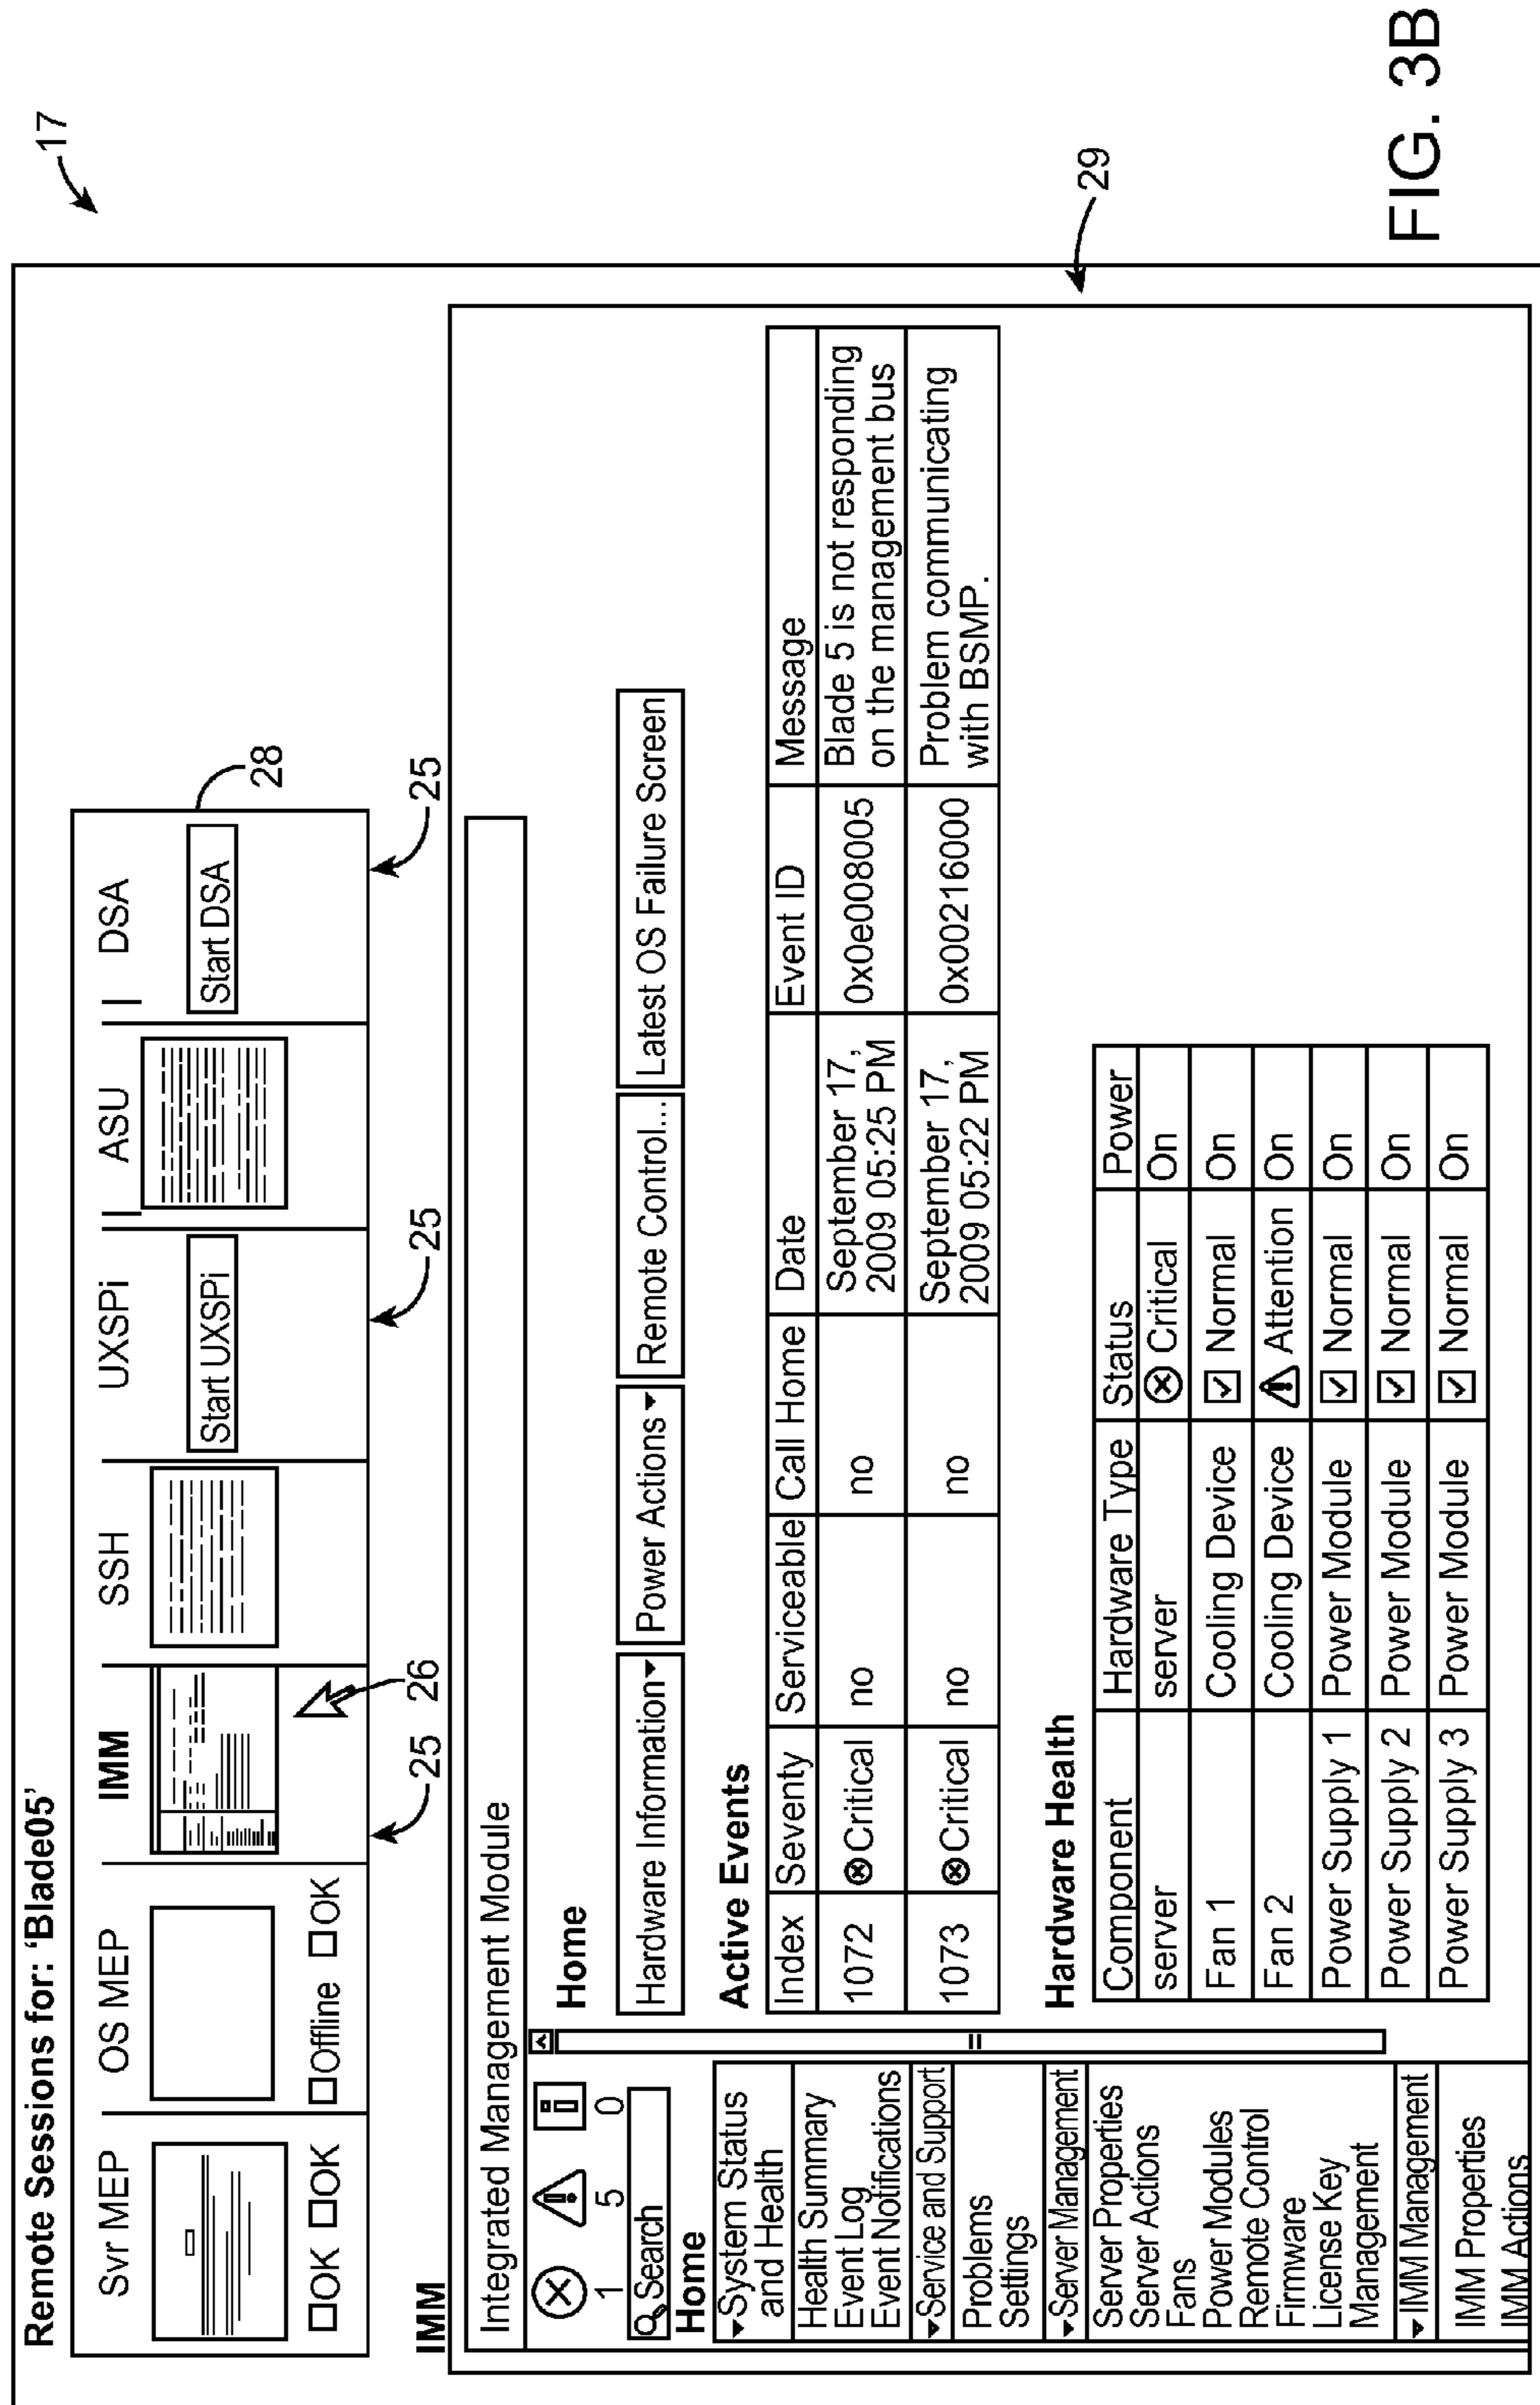 17
Remote Sessions for: ‘Blade05’
Svr MEP OS MEP IMM SSH UXSPi ASU DSA
Start UXSPi Start DSA
28
OK OK Offline OK
26
25 25 25
IMM
Integrated Management Module
1 5 0
Search
Home
System Status
and Health
Health Summary
Event Log
Event Notifications
Service and Support
Problems
Settings
Server Management
Server Properties
Server Actions
Fans
Power Modules
Remote Control
Firmware
License Key
Management
IMM Management
IMM Properties
IMM Actions
Home
Hardware Information Power Actions Remote Control... Latest OS Failure Screen
Active Events
Index Seventy Serviceable Call Home Date Event ID Message
1072 Critical no no September 17, 0x0e008005 Blade 5 is not responding
2009 05:25 PM on the management bus
1073 Critical no no September 17, 0x00216000 Problem communicating
2009 05:22 PM with BSMP.
Hardware Health
Component Hardware Type Status Power
server server Critical On
Fan 1 Cooling Device Normal On
Fan 2 Cooling Device Attention On
Power Supply 1 Power Module Normal On
Power Supply 2 Power Module Normal On
Power Supply 3 Power Module Normal On
29
FIG. 3B